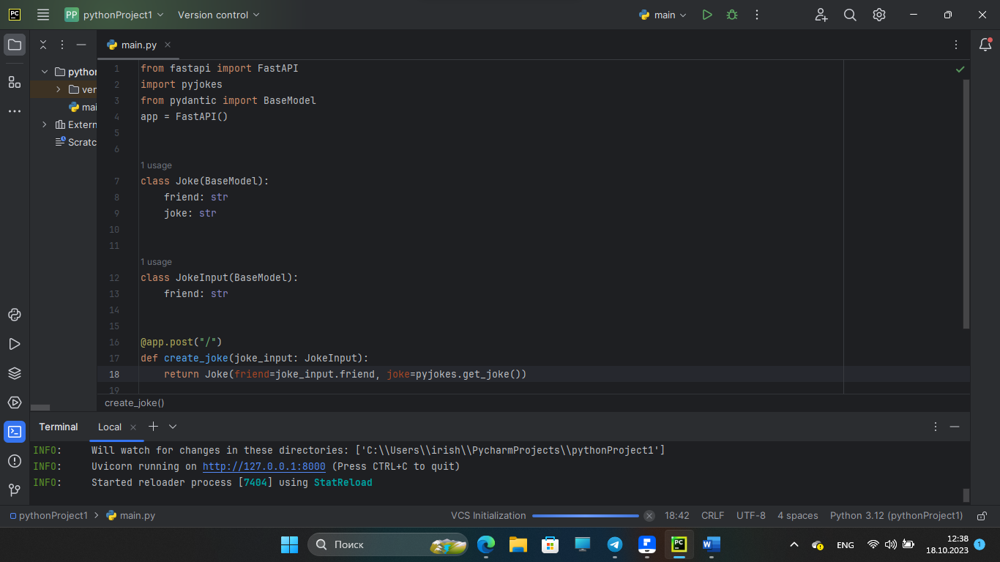 PC PP pythonProject1 Version control main
main.py
python
ven
mai
Extern
Scratc
1 from fastapi import FastAPI
2 import pyjokes
3 from pydantic import BaseModel
4 app = FastAPI()
5
6
1 usage
7 class Joke(BaseModel):
8 friend: str
9 joke: str
10
11
1 usage
12 class JokeInput(BaseModel):
13 friend: str
14
15
16 @app.post("/")
17 def create_joke(joke_input: JokeInput):
18 return Joke(friend=joke_input.friend, joke=pyjokes.get_joke())
19
create_joke()
Terminal Local
INFO: Will watch for changes in these directories: ['C:\\Users\\irish\\PycharmProjects\\pythonProject1']
INFO: Uvicorn running on http://127.0.0.1:8000 (Press CTRL+C to quit)
INFO: Started reloader process [7404] using StatReload
pythonProject1 main.py VCS Initialization 18:42 CRLF UTF-8 4 spaces Python 3.12 (pythonProject1)
Поиск PC W ENG 12:38 1
18.10.2023